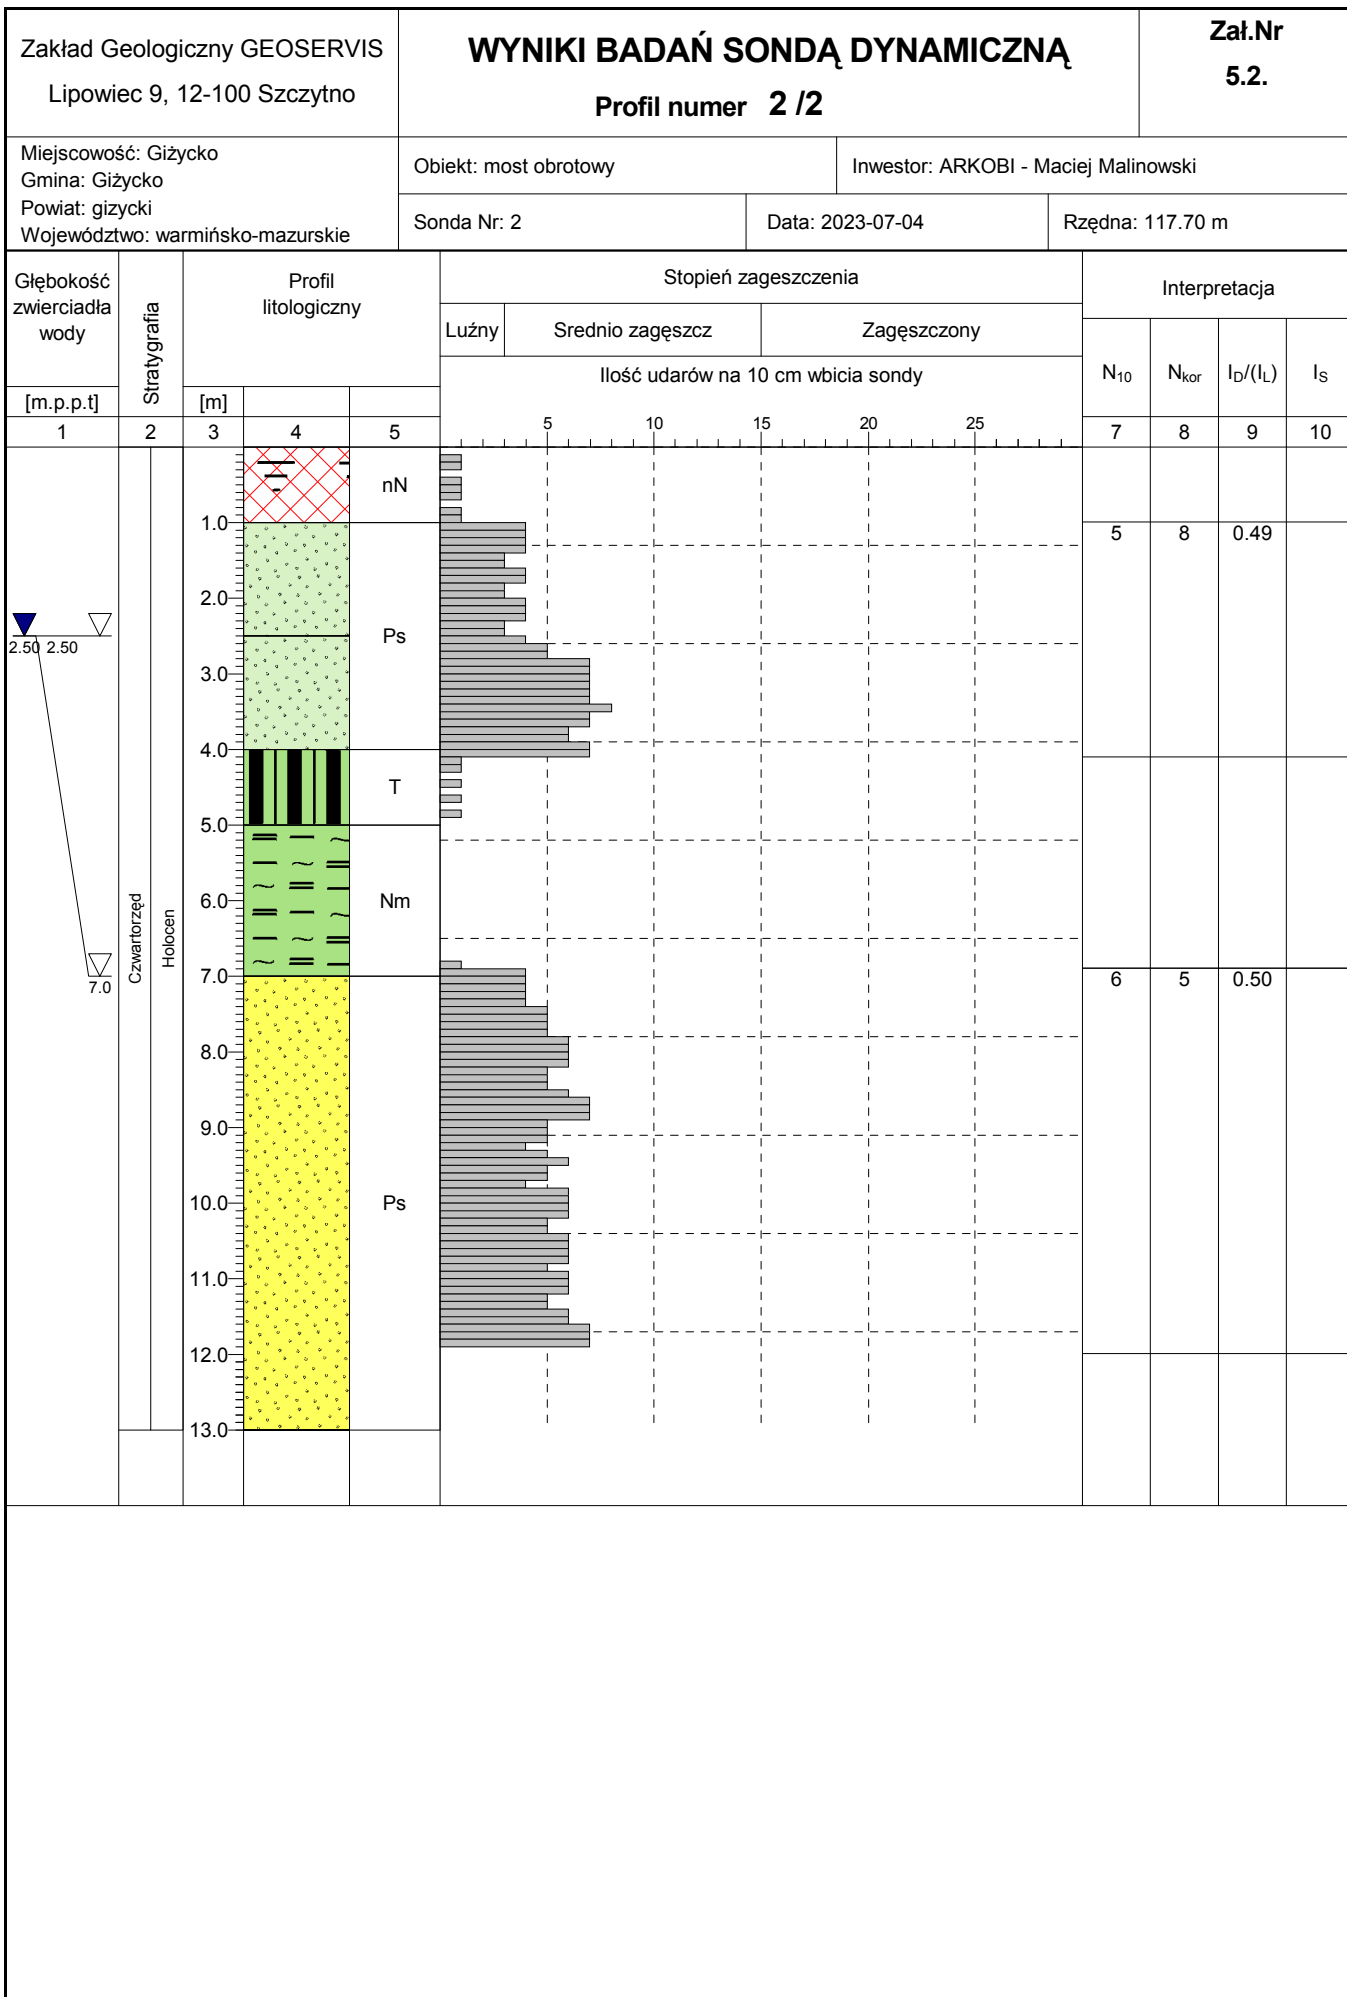 Zakład Geologiczny GEOSERVIS
Lipowiec 9, 12-100 Szczytno
WYNIKI BADAŃ SONDĄ DYNAMICZNĄ
Profil numer 2 /2
Zał.Nr
5.2.
Miejscowość: Giżycko
Gmina: Giżycko
Powiat: gizycki
Województwo: warmińsko-mazurskie
Obiekt: most obrotowy
Inwestor: ARKOBI - Maciej Malinowski
Sonda Nr: 2
Data: 2023-07-04
Rzędna: 117.70 m
Głębokość
zwierciadła
wody
[m.p.p.t]
Stratygrafia
Profil
litologiczny
[m]
Stopień zageszczenia
Luźny
Srednio zagęszcz
Zagęszczony
Ilość udarów na 10 cm wbicia sondy
Interpretacja
N10
Nkor
ID/(IL)
IS
1 2 3 4 5
5 10 15 20 25
7 8 9 10
nN
1.0
5 8 0.49
2.0
Ps
2.50 2.50
3.0
4.0
T
5.0
6.0
Nm
Czwartorzęd
Holocen
7.0
7.0
6 5 0.50
8.0
9.0
10.0
Ps
11.0
12.0
13.0